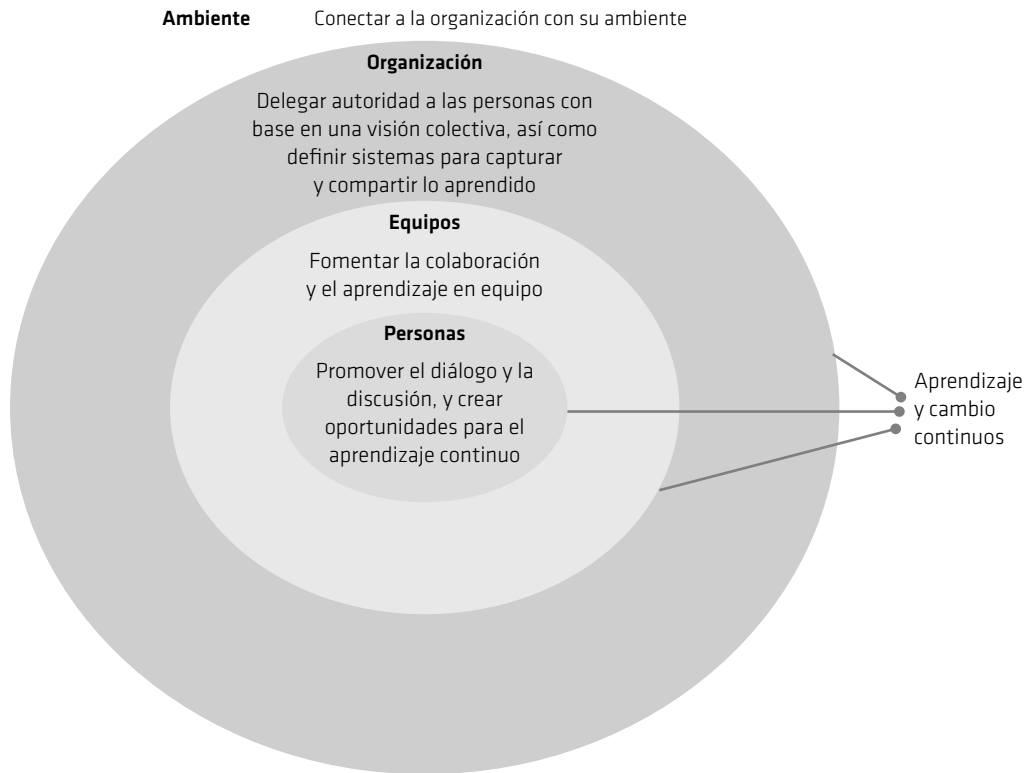 Ambiente Conectar a la organización con su ambiente
Organización
Delegar autoridad a las personas con
base en una visión colectiva, así como
definir sistemas para capturar
y compartir lo aprendido
Equipos
Fomentar la colaboración
y el aprendizaje en equipo
Personas
Promover el diálogo y la
discusión, y crear
oportunidades para el
aprendizaje continuo
Aprendizaje
y cambio
continuos